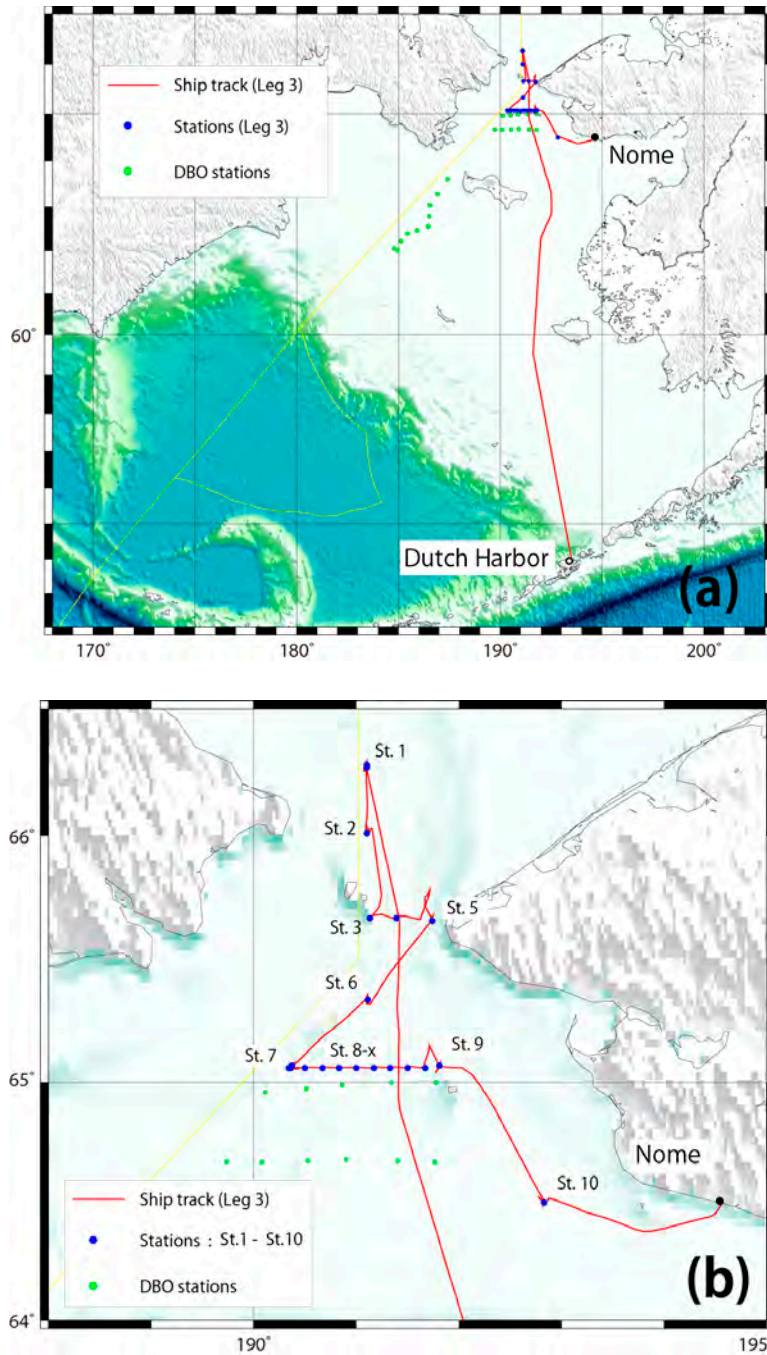 Ship track (Leg 3)
Stations (Leg 3)
DBO stations
Nome
60°
Dutch Harbor
(a)
170° 180° 190° 200°
St. 1
66°
St. 2
St. 3
St. 5
St. 6
St. 7
St. 8-x
St. 9
65°
Nome
St. 10
Ship track (Leg 3)
Stations : St.1 - St.10
DBO stations
(b)
64°
190° 195